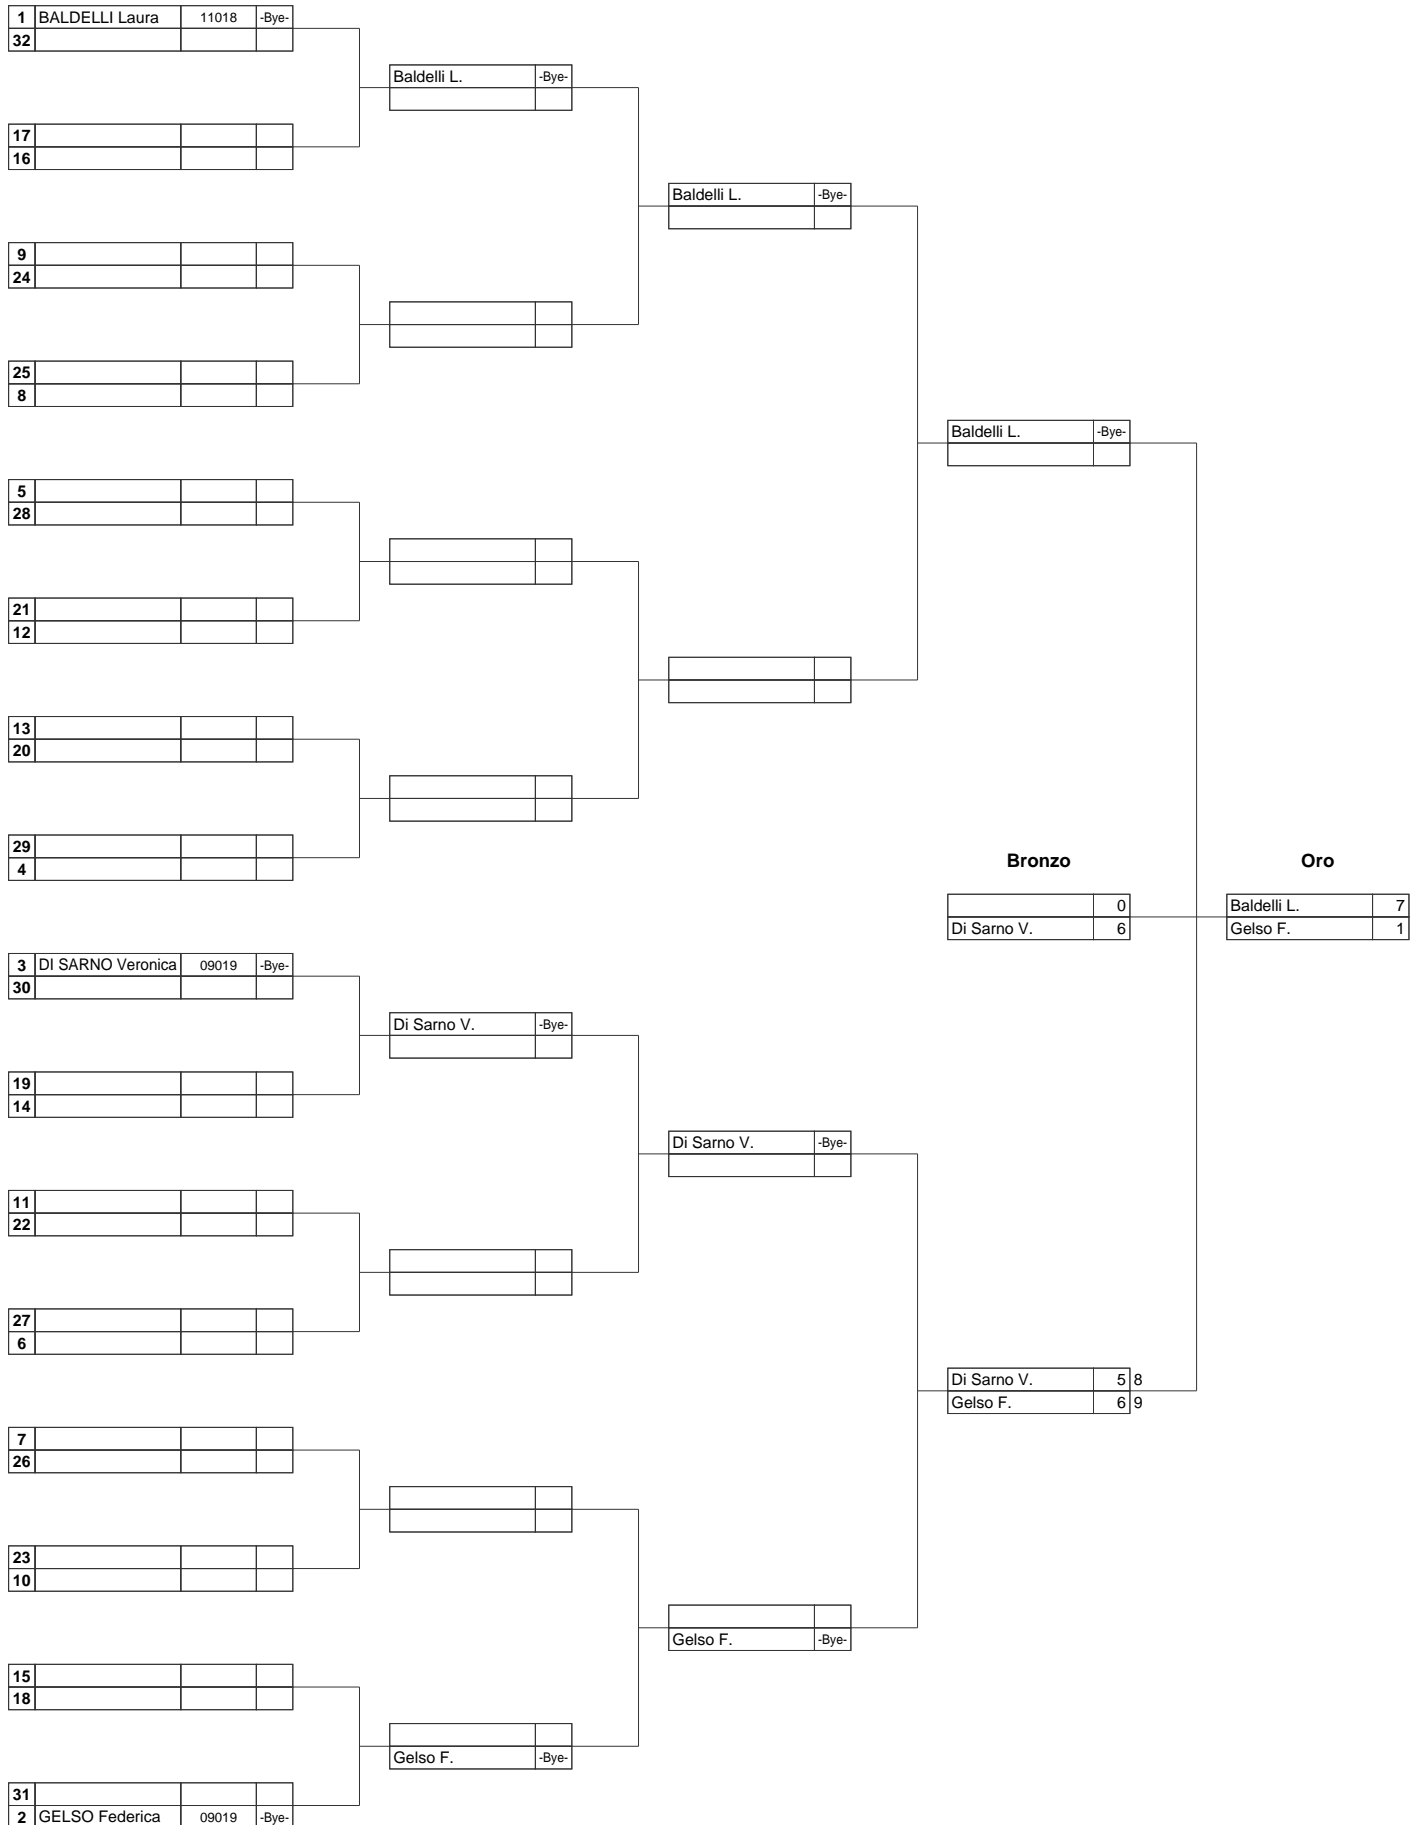 1 BALDELLI Laura 11018 -Bye-
32
Baldelli L. -Bye-
17
16
Baldelli L. -Bye-
9
24
25
8
Baldelli L. -Bye-
5
28
21
12
13
20
29
4
Bronzo Oro
0 Baldelli L. 7
Di Sarno V. 6 Gelso F. 1
3 DI SARNO Veronica 09019 -Bye-
30
Di Sarno V. -Bye-
19
14
Di Sarno V. -Bye-
11
22
27
6
Di Sarno V. 5 8
Gelso F. 6 9
7
26
23
10
Gelso F. -Bye-
15
18
Gelso F. -Bye-
31
2 GELSO Federica 09019 -Bye-